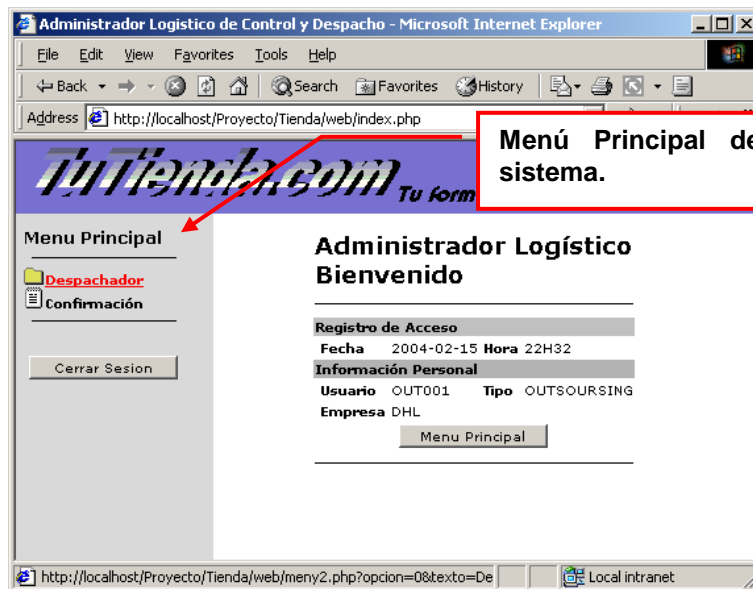 Administrador Logistico de Control y Despacho - Microsoft Internet Explorer
File Edit View Favorites Tools Help
Back Search Favorites History
Address http://localhost/Proyecto/Tienda/web/index.php
Menú Principal de
sistema.
TuTienda.com Tu form
Menu Principal
Despachador
Confirmación
Cerrar Sesion
Administrador Logístico
Bienvenido
Registro de Acceso
Fecha 2004-02-15 Hora 22H32
Información Personal
Usuario OUT001 Tipo OUTSOURSING
Empresa DHL
Menu Principal
http://localhost/Proyecto/Tienda/web/meny2.php?opcion=0&texto=De Local intranet